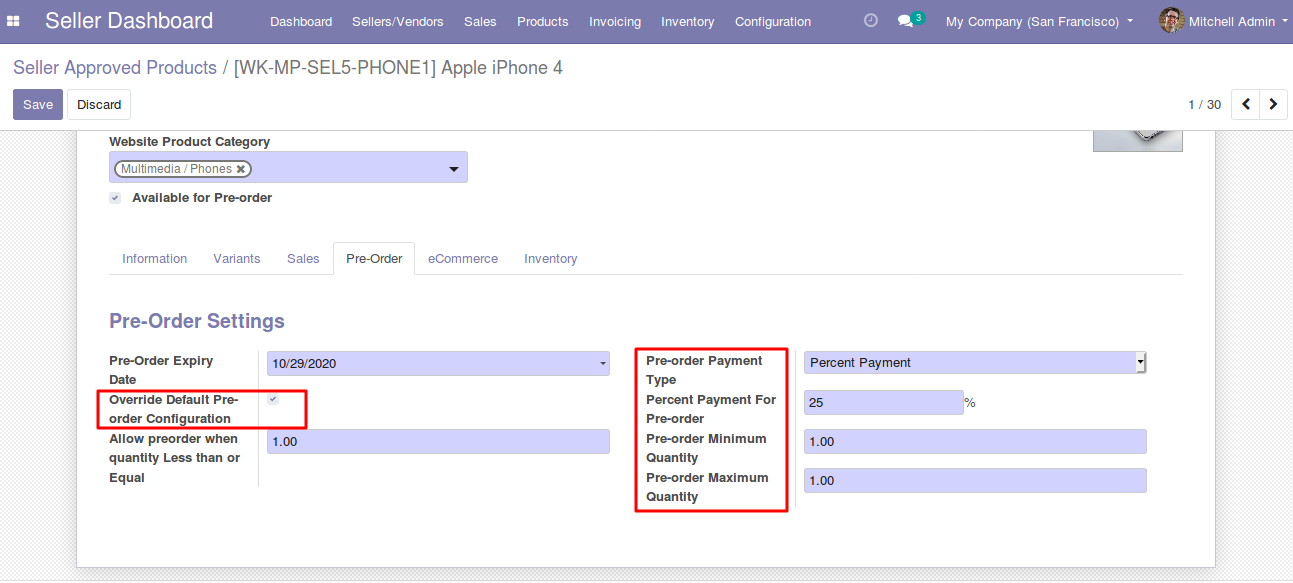 Seller Dashboard Dashboard Sellers/Vendors Sales Products Invoicing Inventory Configuration 3 My Company (San Francisco) Mitchell Admin
Seller Approved Products / [WK-MP-SEL5-PHONE1] Apple iPhone 4
Save Discard 1 / 30
Website Product Category
Multimedia / Phones
Available for Pre-order
Information Variants Sales Pre-Order eCommerce Inventory
Pre-Order Settings
Pre-Order Expiry
Date
10/29/2020
Override Default Pre-
order Configuration
Allow preorder when
quantity Less than or
Equal
1.00
Pre-order Payment
Type
Percent Payment
Percent Payment For
Pre-order
25 %
Pre-order Minimum
Quantity
1.00
Pre-order Maximum
Quantity
1.00